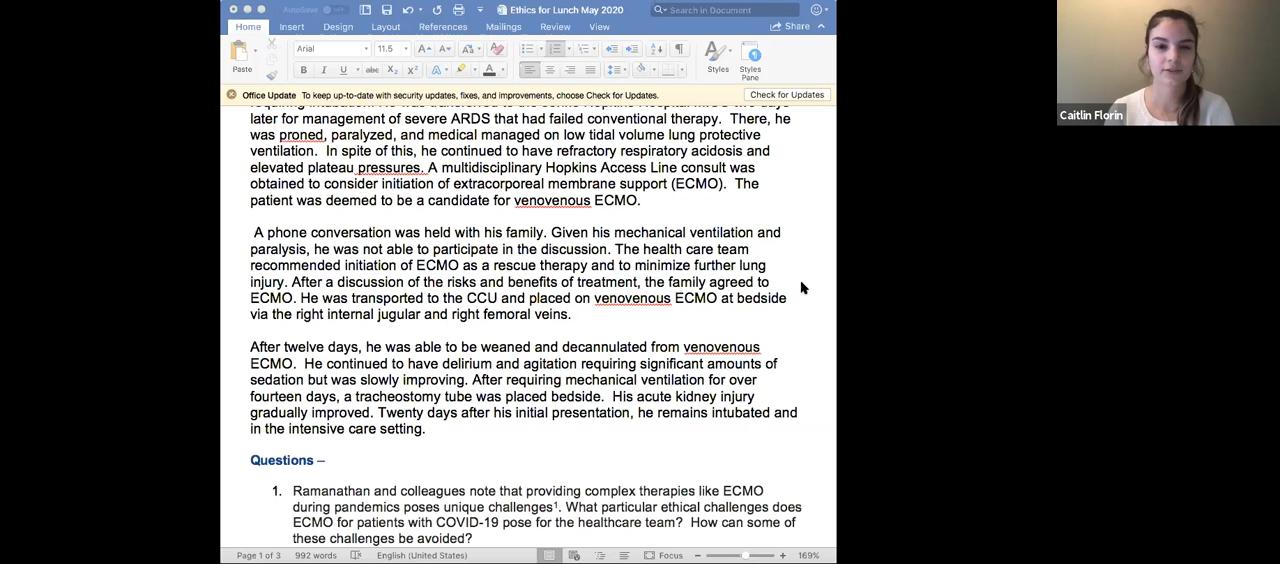 AutoSave
Ethics for Lunch May 2020
Search in Document
Home Insert Design Layout References Mailings Review View Share
Paste
Arial 11.5
Styles Styles Pane
Office Update To keep up-to-date with security updates, fixes, and improvements, choose Check for Updates. Check for Updates
later for management of severe ARDS that had failed conventional therapy. There, he
was proned, paralyzed, and medical managed on low tidal volume lung protective
ventilation. In spite of this, he continued to have refractory respiratory acidosis and
elevated plateau pressures. A multidisciplinary Hopkins Access Line consult was
obtained to consider initiation of extracorporeal membrane support (ECMO). The
patient was deemed to be a candidate for venovenous ECMO.
A phone conversation was held with his family. Given his mechanical ventilation and
paralysis, he was not able to participate in the discussion. The health care team
recommended initiation of ECMO as a rescue therapy and to minimize further lung
injury. After a discussion of the risks and benefits of treatment, the family agreed to
ECMO. He was transported to the CCU and placed on venovenous ECMO at bedside
via the right internal jugular and right femoral veins.
After twelve days, he was able to be weaned and decannulated from venovenous
ECMO. He continued to have delirium and agitation requiring significant amounts of
sedation but was slowly improving. After requiring mechanical ventilation for over
fourteen days, a tracheostomy tube was placed bedside. His acute kidney injury
gradually improved. Twenty days after his initial presentation, he remains intubated and
in the intensive care setting.
Questions –
1. Ramanathan and colleagues note that providing complex therapies like ECMO
during pandemics poses unique challenges¹. What particular ethical challenges does
ECMO for patients with COVID-19 pose for the healthcare team? How can some of
these challenges be avoided?
Page 1 of 3 992 words English (United States) Focus 169%
Caitlin Florin